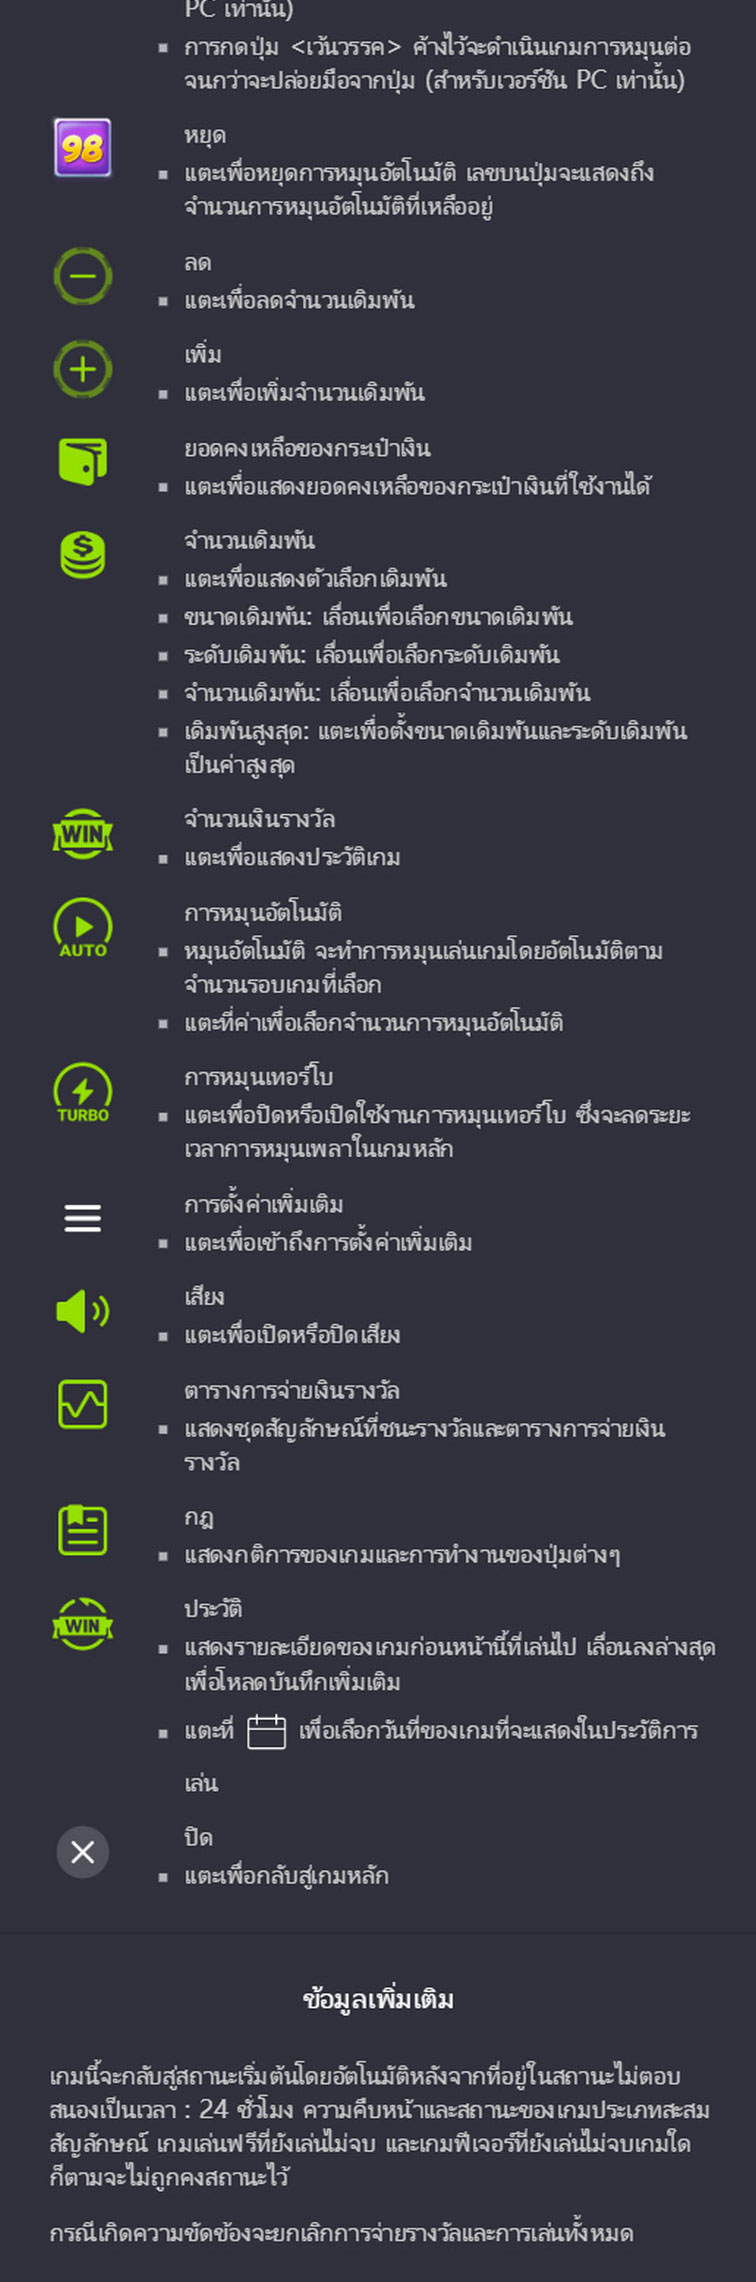 PC เท่านั้น)
การกดปุ่ม <เว้นวรรค> ค้างไว้จะดำเนินเกมการหมุนต่อ
จนกว่าจะปล่อยมือจากปุ่ม (สำหรับเวอร์ชัน PC เท่านั้น)
98
หยุด
แตะเพื่อหยุดการหมุนอัตโนมัติ เลขบนปุ่มจะแสดงถึง
จำนวนการหมุนอัตโนมัติที่เหลืออยู่
ลด
แตะเพื่อลดจำนวนเดิมพัน
เพิ่ม
แตะเพื่อเพิ่มจำนวนเดิมพัน
ยอดคงเหลือของกระเป๋าเงิน
แตะเพื่อแสดงยอดคงเหลือของกระเป๋าเงินที่ใช้งานได้
จำนวนเดิมพัน
แตะเพื่อแสดงตัวเลือกเดิมพัน
ขนาดเดิมพัน: เลื่อนเพื่อเลือกขนาดเดิมพัน
ระดับเดิมพัน: เลื่อนเพื่อเลือกระดับเดิมพัน
จำนวนเดิมพัน: เลื่อนเพื่อเลือกจำนวนเดิมพัน
เดิมพันสูงสุด: แตะเพื่อตั้งขนาดเดิมพันและระดับเดิมพัน
เป็นค่าสูงสุด
WIN
จำนวนเงินรางวัล
แตะเพื่อแสดงประวัติเกม
AUTO
การหมุนอัตโนมัติ
หมุนอัตโนมัติ จะทำการหมุนเล่นเกมโดยอัตโนมัติตาม
จำนวนรอบเกมที่เลือก
แตะที่ค่าเพื่อเลือกจำนวนการหมุนอัตโนมัติ
TURBO
การหมุนเทอร์โบ
แตะเพื่อปิดหรือเปิดใช้งานการหมุนเทอร์โบ ซึ่งจะลดระยะ
เวลาการหมุนเพลาในเกมหลัก
การตั้งค่าเพิ่มเติม
แตะเพื่อเข้าถึงการตั้งค่าเพิ่มเติม
เสียง
แตะเพื่อเปิดหรือปิดเสียง
ตารางการจ่ายเงินรางวัล
แสดงชุดสัญลักษณ์ที่ชนะรางวัลและตารางการจ่ายเงิน
รางวัล
กฎ
แสดงกติการของเกมและการทำงานของปุ่มต่างๆ
WIN
ประวัติ
แสดงรายละเอียดของเกมก่อนหน้านี้ที่เล่นไป เลื่อนลงล่างสุด
เพื่อโหลดบันทึกเพิ่มเติม
แตะที่ เพื่อเลือกวันที่ของเกมที่จะแสดงในประวัติการ
เล่น
ปิด
แตะเพื่อกลับสู่เกมหลัก
ข้อมูลเพิ่มเติม
เกมนี้จะกลับสู่สถานะเริ่มต้นโดยอัตโนมัติหลังจากที่อยู่ในสถานะไม่ตอบ
สนองเป็นเวลา : 24 ชั่วโมง ความคืบหน้าและสถานะของเกมประเภทสะสม
สัญลักษณ์ เกมเล่นฟรีที่ยังเล่นไม่จบ และเกมฟีเจอร์ที่ยังเล่นไม่จบเกมใด
ก็ตามจะไม่ถูกคงสถานะไว้
กรณีเกิดความขัดข้องจะยกเลิกการจ่ายรางวัลและการเล่นทั้งหมด